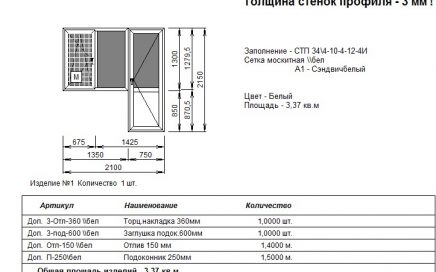 Толщина стенок профиля - 3 мм !
Заполнение - СТП 34\4-10-4-12-4И
Сетка москитная \\бел
А1 - Сэндвичбелый
Цвет - Белый
Площадь - 3,37 кв.м
М
1300
1279,5
2150
850
870,5
675
1425
1350
750
2100
Изделие №1 Количество 1 шт.
Артикул Наименование Количество
Доп. 3-Отп-360 \\бел Торц.накладка 360мм 1,0000 шт.
Доп. 3-под-600 \\бел Заглушка подок.600мм 1,0000 шт.
Доп. Отп-150 \\бел Отлив 150 мм 1,4000 м.
Доп. П-250\бел Подоконник 250мм 1,5000 м.
Общая площадь изделий - 3,37 кв.м